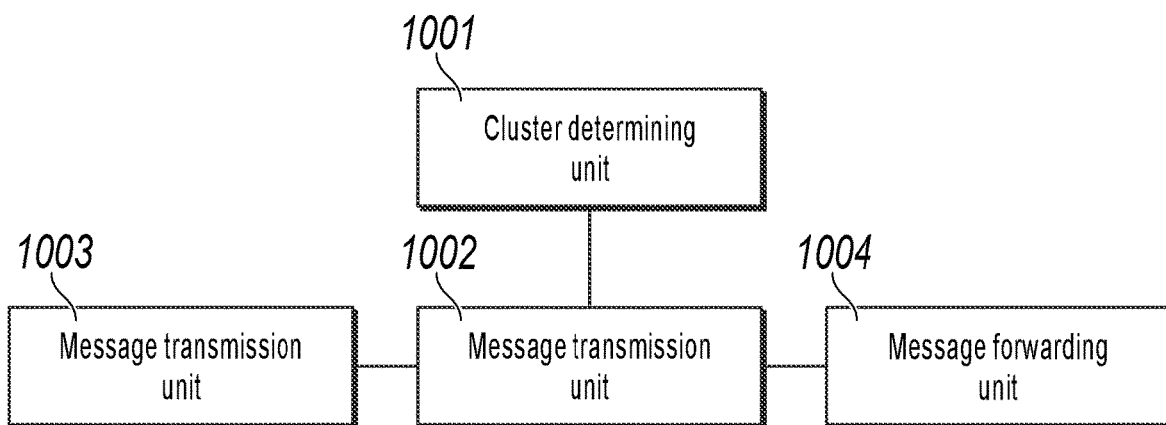 1001
Cluster determining
unit
1003
Message transmission
unit
1002
Message transmission
unit
1004
Message forwarding
unit